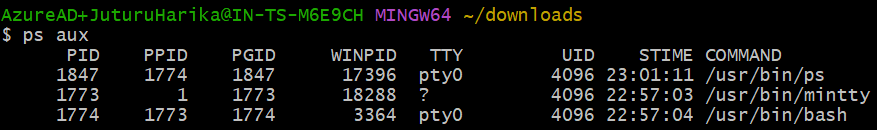 AzureAD+JuturuHarika@IN-TS-M6E9CH MINGW64 ~/downloads
$ ps aux
PID PPID PGID WINPID TTY UID STIME COMMAND
1847 1774 1847 17396 pty0 4096 23:01:11 /usr/bin/ps
1773 1 1773 18288 ? 4096 22:57:03 /usr/bin/mintty
1774 1773 1774 3364 pty0 4096 22:57:04 /usr/bin/bash